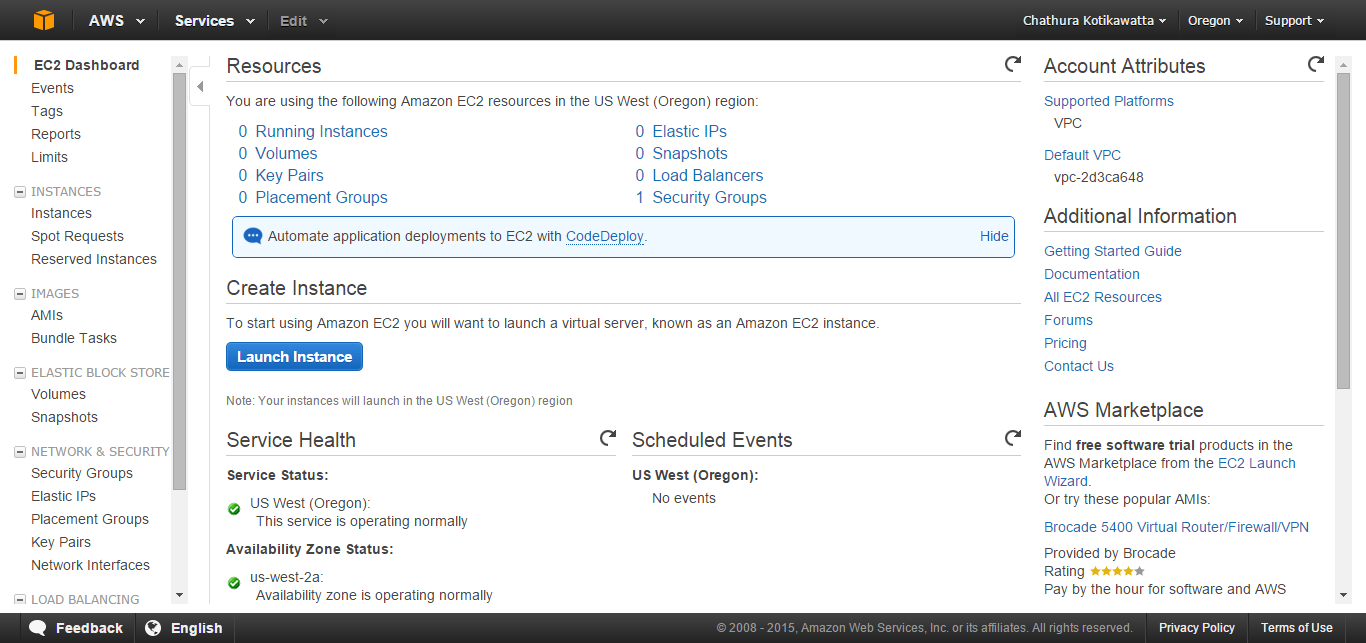 AWS Services Edit Chathura Kotikawatta Oregon Support
EC2 Dashboard
Events
Tags
Reports
Limits
INSTANCES
Instances
Spot Requests
Reserved Instances
IMAGES
AMIs
Bundle Tasks
ELASTIC BLOCK STORE
Volumes
Snapshots
NETWORK & SECURITY
Security Groups
Elastic IPs
Placement Groups
Key Pairs
Network Interfaces
LOAD BALANCING
Resources
You are using the following Amazon EC2 resources in the US West (Oregon) region:
0 Running Instances 0 Elastic IPs
0 Volumes 0 Snapshots
0 Key Pairs 0 Load Balancers
0 Placement Groups 1 Security Groups
Automate application deployments to EC2 with CodeDeploy. Hide
Create Instance
To start using Amazon EC2 you will want to launch a virtual server, known as an Amazon EC2 instance.
Launch Instance
Note: Your instances will launch in the US West (Oregon) region
Service Health
Service Status:
US West (Oregon):
This service is operating normally
Availability Zone Status:
us-west-2a:
Availability zone is operating normally
Scheduled Events
US West (Oregon):
No events
Account Attributes
Supported Platforms
VPC
Default VPC
vpc-2d3ca648
Additional Information
Getting Started Guide
Documentation
All EC2 Resources
Forums
Pricing
Contact Us
AWS Marketplace
Find free software trial products in the
AWS Marketplace from the EC2 Launch
Wizard.
Or try these popular AMIs:
Brocade 5400 Virtual Router/Firewall/VPN
Provided by Brocade
Rating
Pay by the hour for software and AWS
Feedback English © 2008 - 2015, Amazon Web Services, Inc. or its affiliates. All rights reserved. Privacy Policy Terms of Use